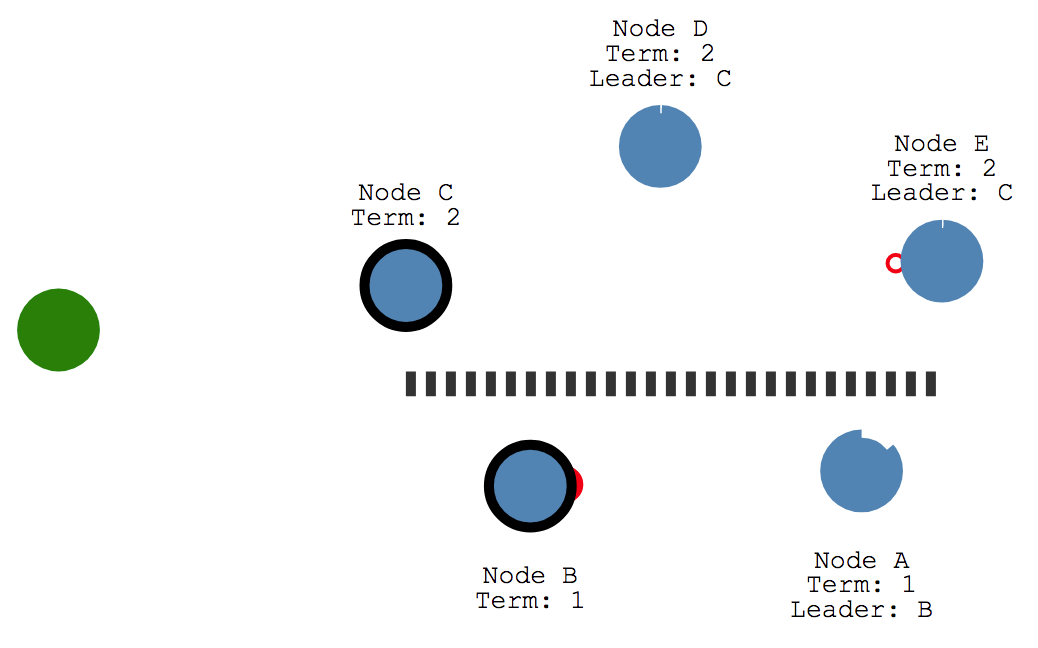 Node D
Term: 2
Leader: C
Node E
Term: 2
Leader: C
Node C
Term: 2
Node B
Term: 1
Node A
Term: 1
Leader: B